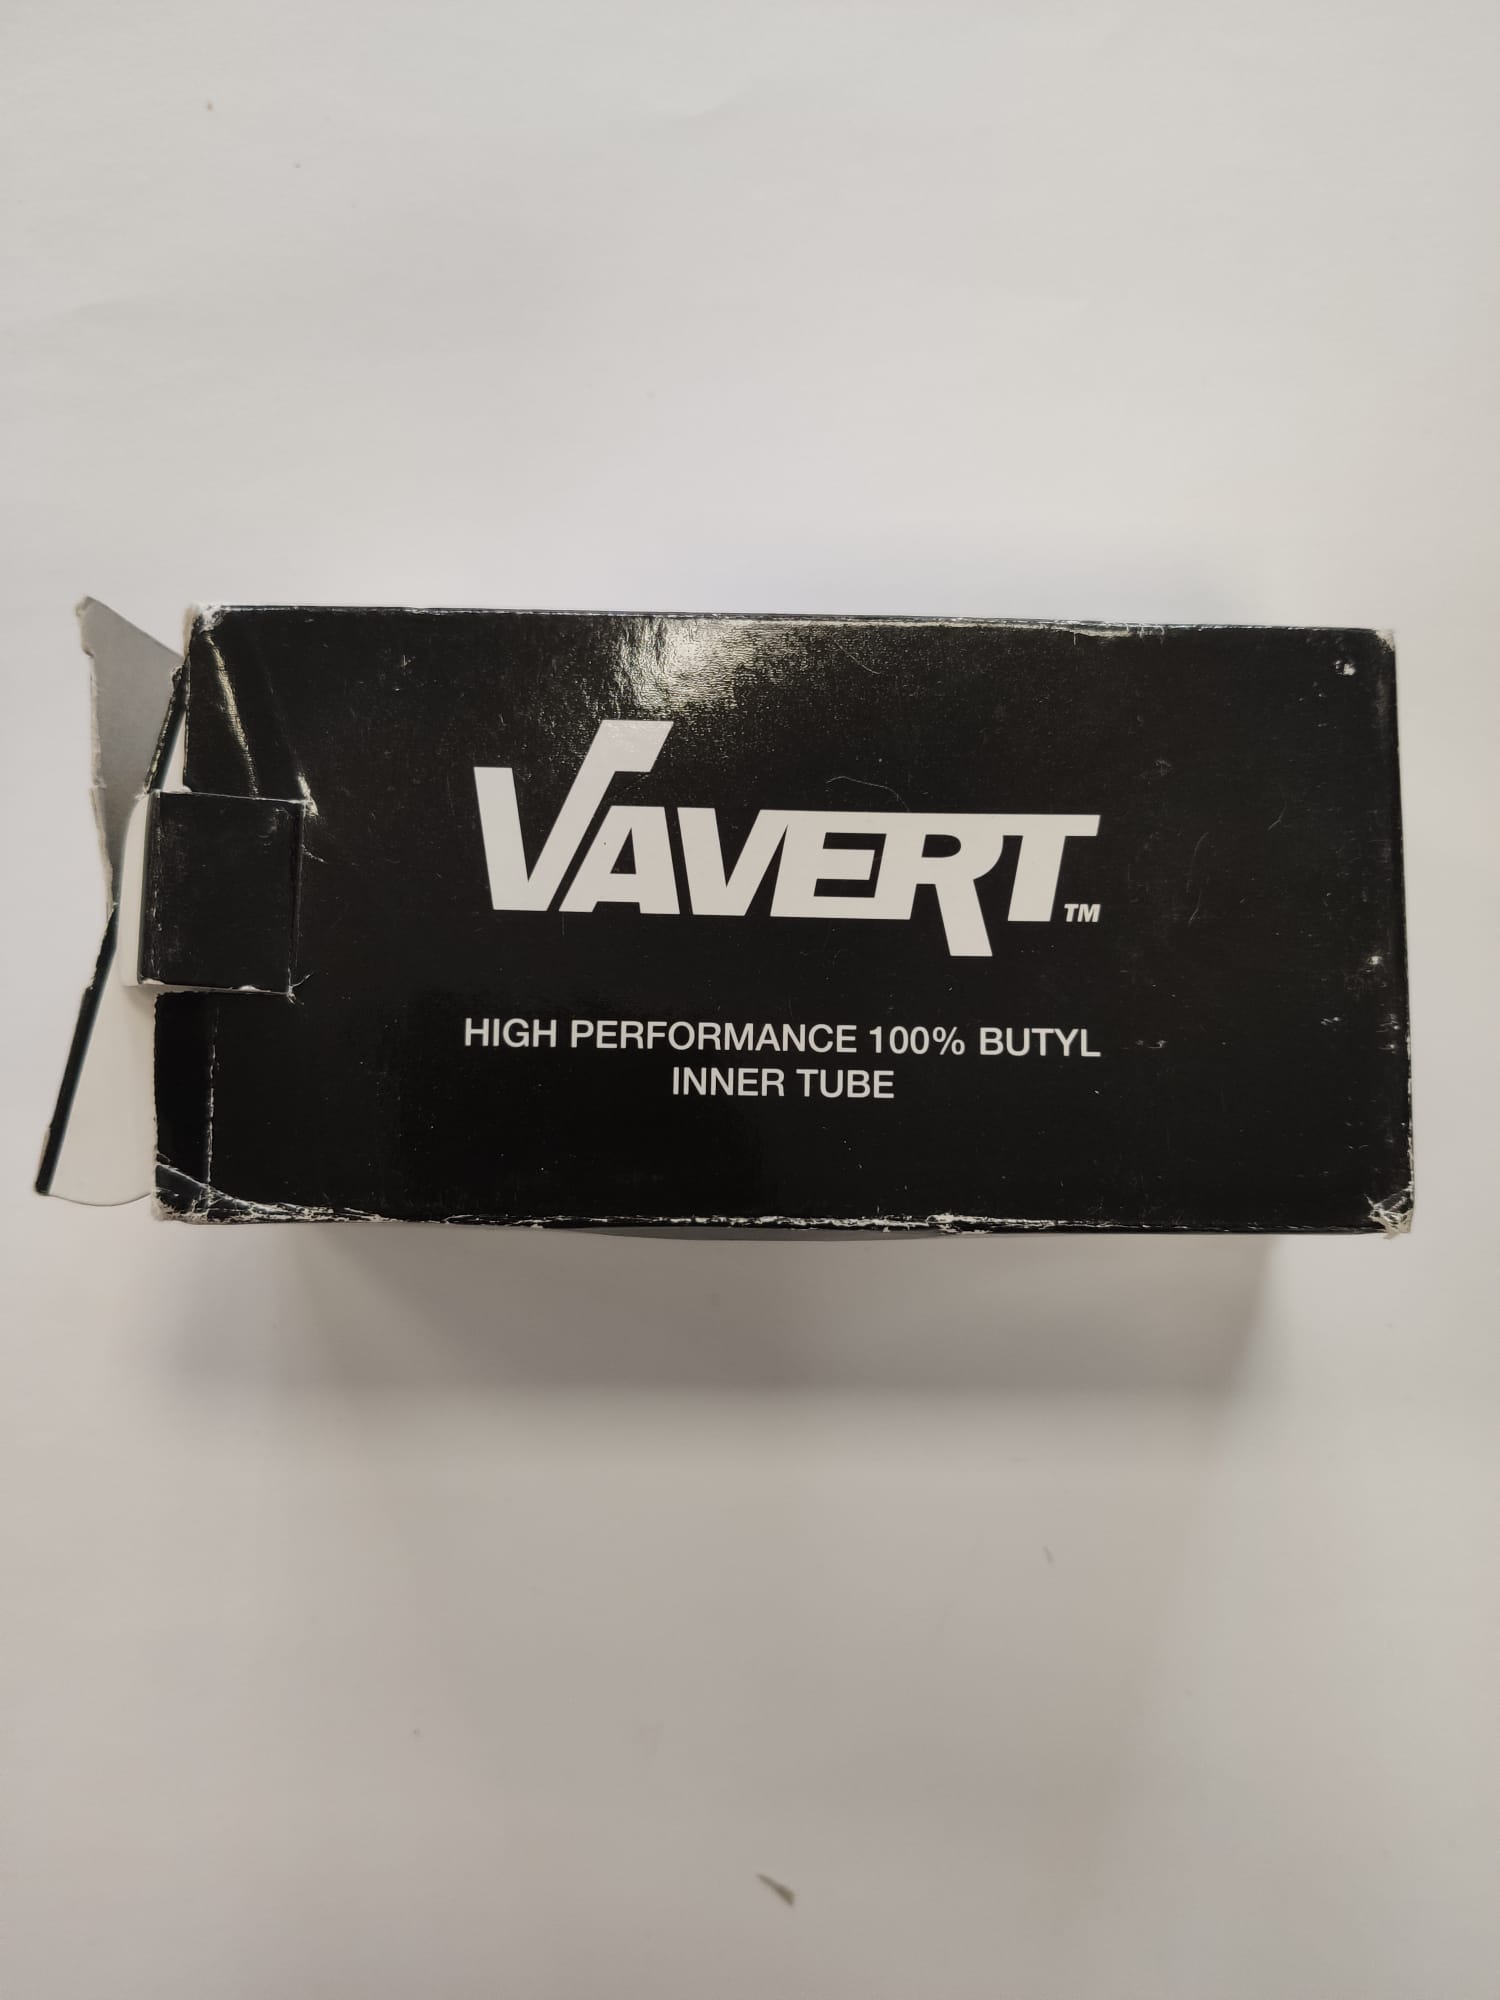 VAVERT™
HIGH PERFORMANCE 100% BUTYL
INNER TUBE